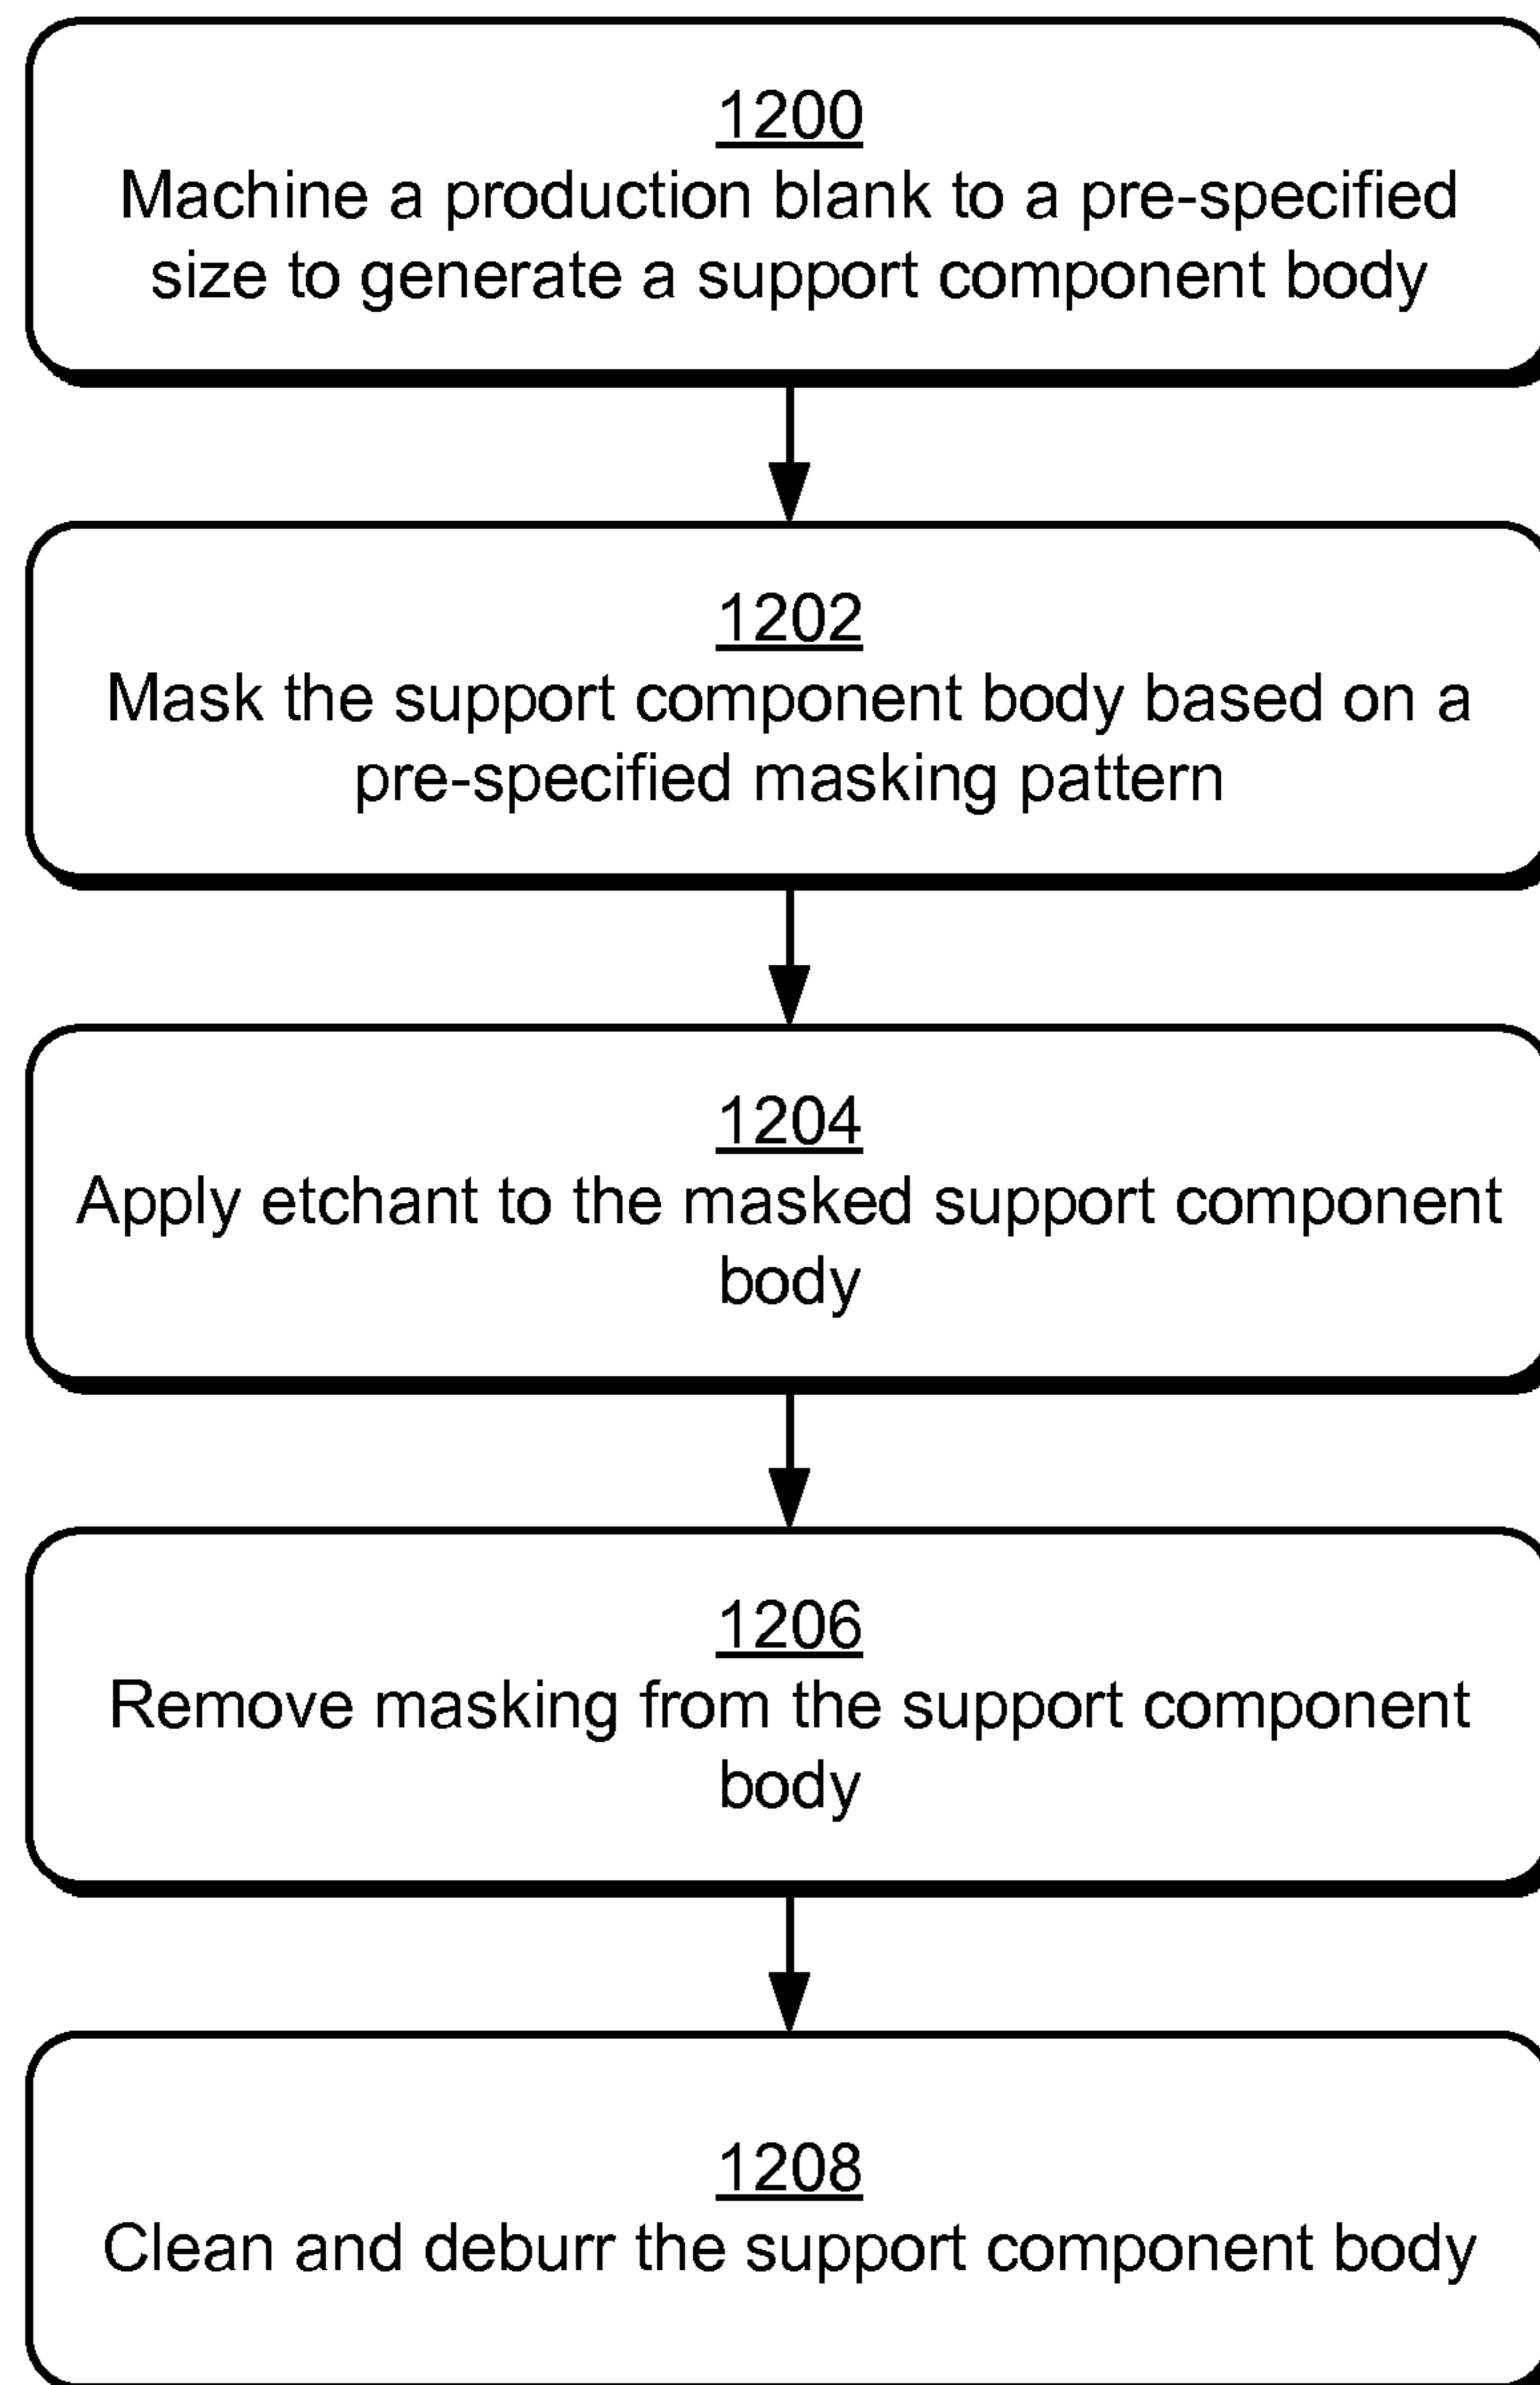 1200
Machine a production blank to a pre-specified
size to generate a support component body
1202
Mask the support component body based on a
pre-specified masking pattern
1204
Apply etchant to the masked support component
body
1206
Remove masking from the support component
body
1208
Clean and deburr the support component body